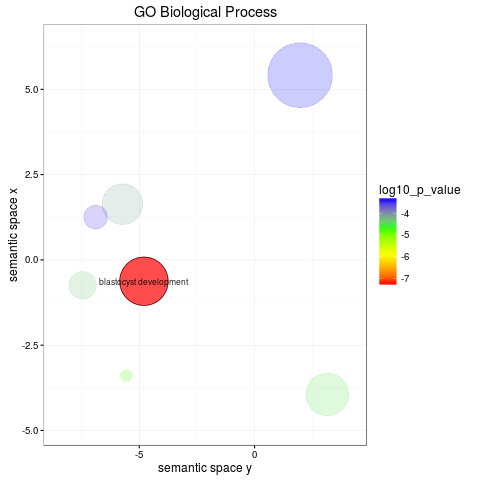 GO Biological Process
5.0
2.5
0.0
-2.5
-5.0
semantic space x
blastocyst development
-5
0
semantic space y
log10_p_value
-4
-5
-6
-7